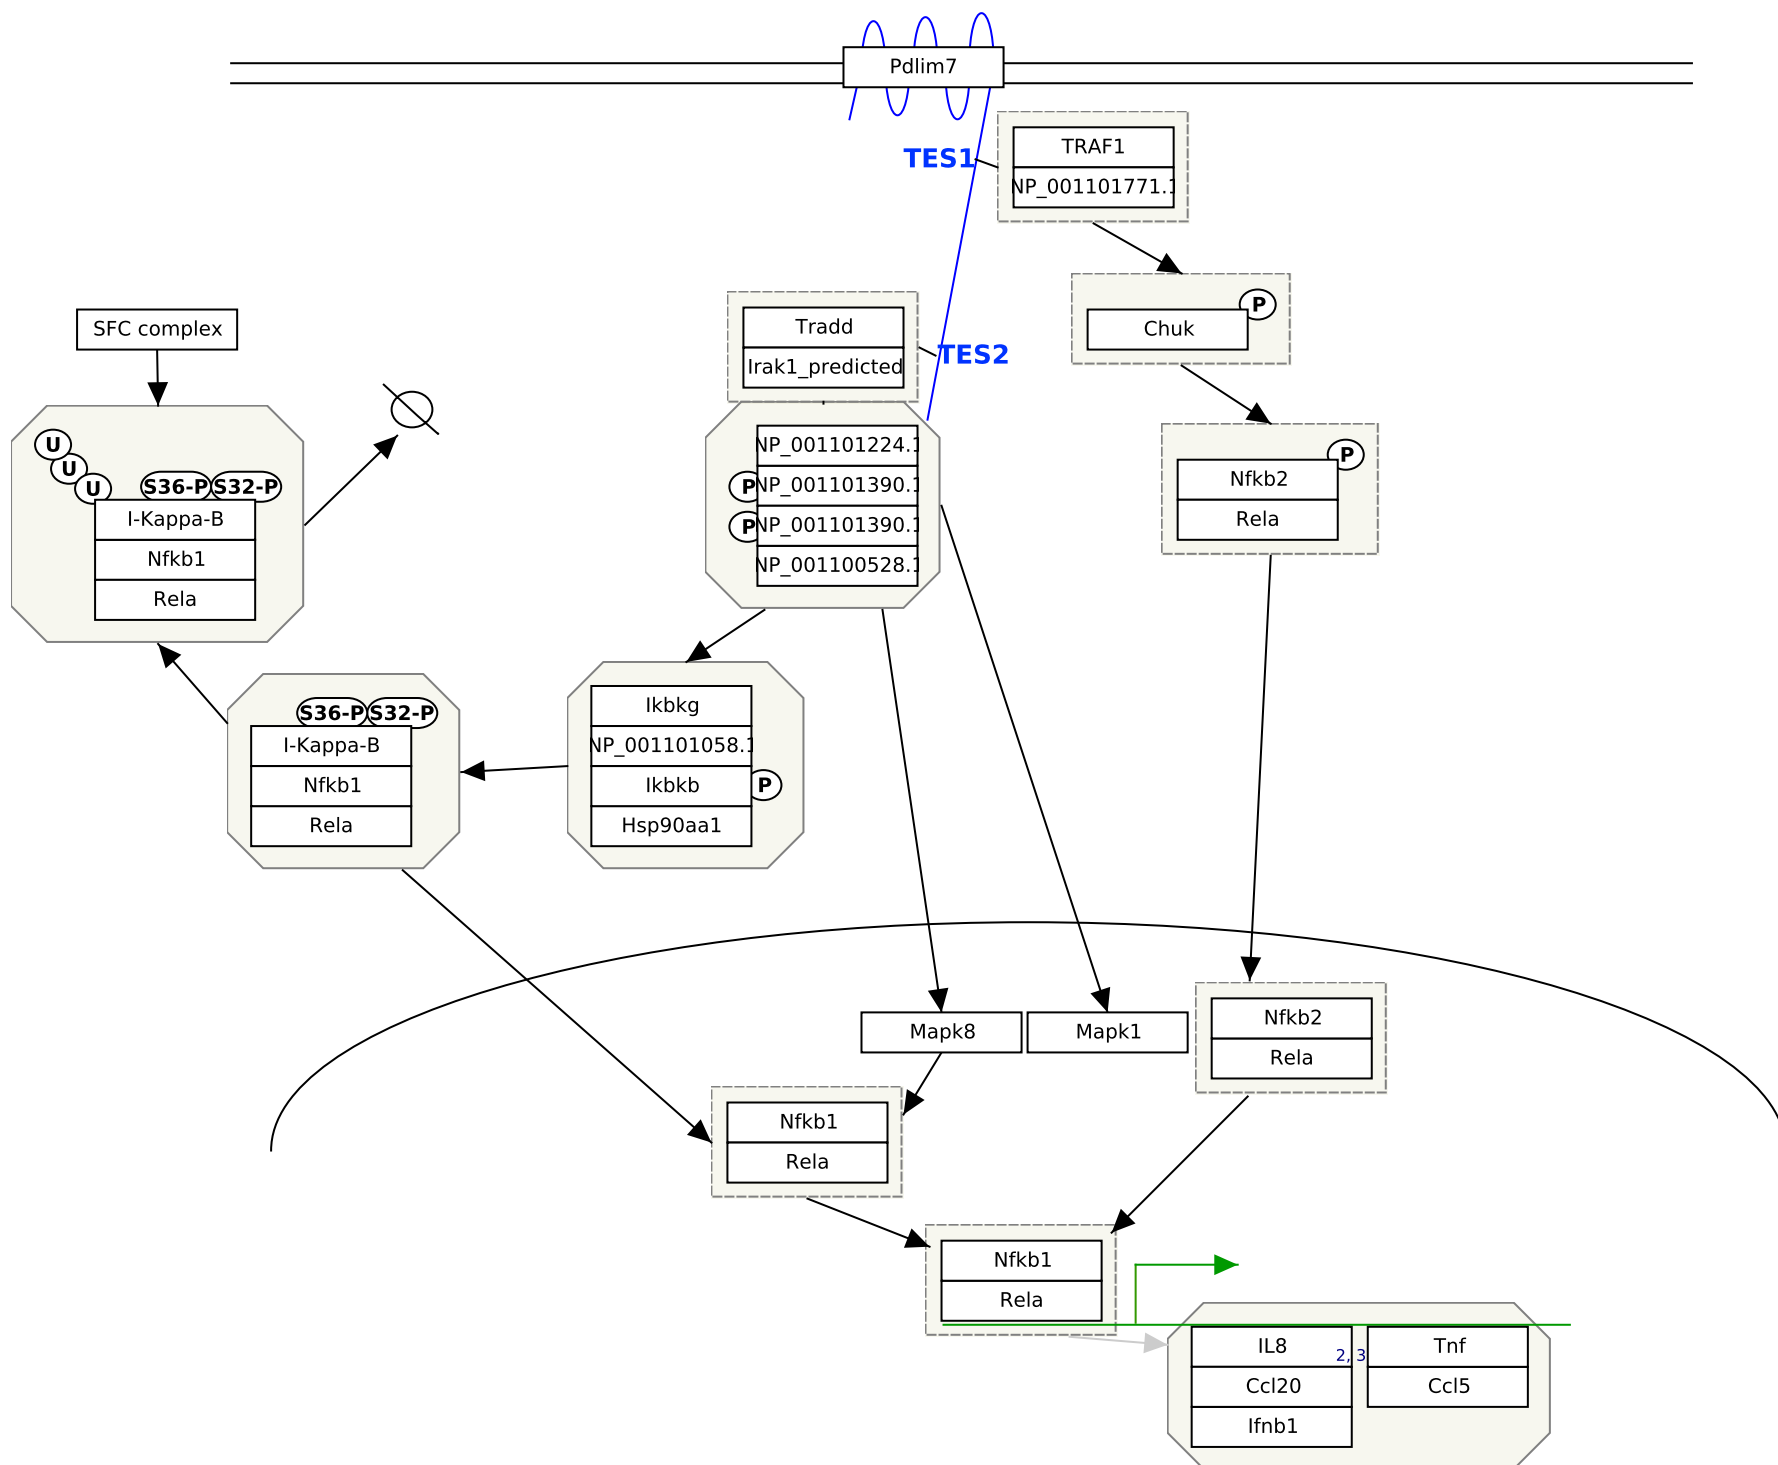 Pdlim7
TES1
TRAF1
NP_001101771.1
P
Chuk
SFC complex
Tradd
Irak1_predicted
TES2
U
U
U
S36-P
S32-P
I-Kappa-B
Nfkb1
Rela
NP_001101224.1
P
NP_001101390.1
P
NP_001101390.1
NP_001100528.1
P
Nfkb2
Rela
S36-P
S32-P
I-Kappa-B
Nfkb1
Rela
Ikbkg
NP_001101058.1
Ikbkb
P
Hsp90aa1
Mapk8
Mapk1
Nfkb2
Rela
Nfkb1
Rela
Nfkb1
Rela
IL8
2, 3
Tnf
Ccl20
Ccl5
Ifnb1